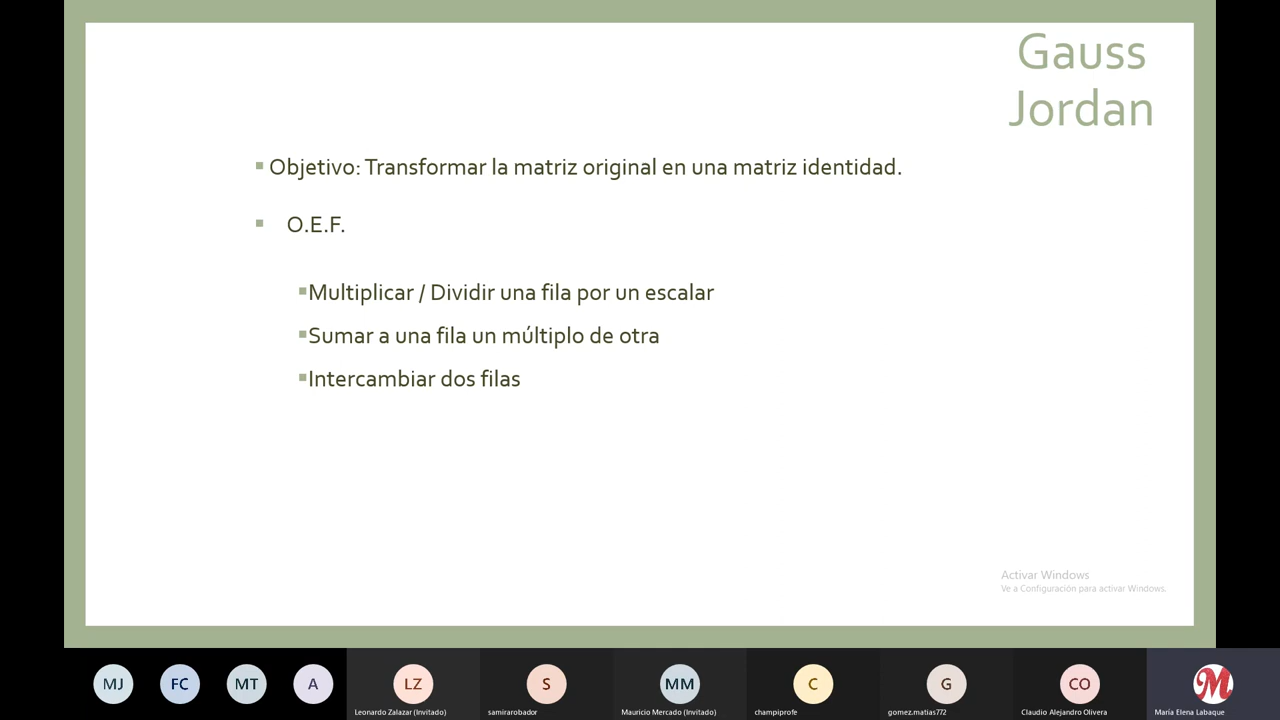 Gauss
Jordan
Objetivo: Transformar la matriz original en una matriz identidad.
O.E.F.
Multiplicar / Dividir una fila por un escalar
Sumar a una fila un múltiplo de otra
Intercambiar dos filas
Activar Windows
Ve a Configuración para activar Windows.
MJ
FC
MT
A
LZ
S
MM
C
G
CO
M
Leonardo Zalazar (Invitado)
samirarobador
Mauricio Mercado (Invitado)
champiprofe
gomez.matias772
Claudio Alejandro Olivera
María Elena Labaque